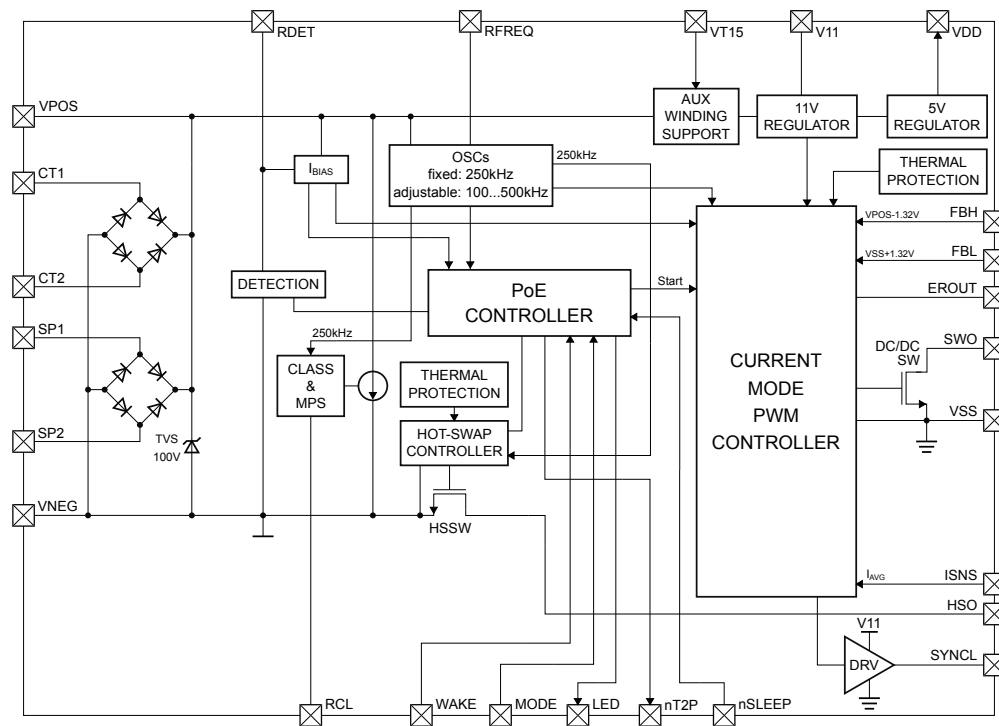 RDET
RFREQ
VT15
V11
VDD
VPOS
AUX
WINDING
SUPPORT
11V
REGULATOR
5V
REGULATOR
IBIAS
OSCs
fixed: 250kHz
adjustable: 100...500kHz
250kHz
THERMAL
PROTECTION
CT1
VPOS-1.32V
FBH
VSS+1.32V
FBL
CT2
DETECTION
PoE
CONTROLLER
Start
EROUT
SP1
250kHz
CLASS
&
MPS
THERMAL
PROTECTION
CURRENT
MODE
PWM
CONTROLLER
DC/DC
SW
SWO
VSS
HOT-SWAP
CONTROLLER
SP2
TVS
100V
VNEG
HSSW
IAVG
ISNS
HSO
V11
DRV
SYNCL
RCL
WAKE
MODE
LED
nT2P
nSLEEP